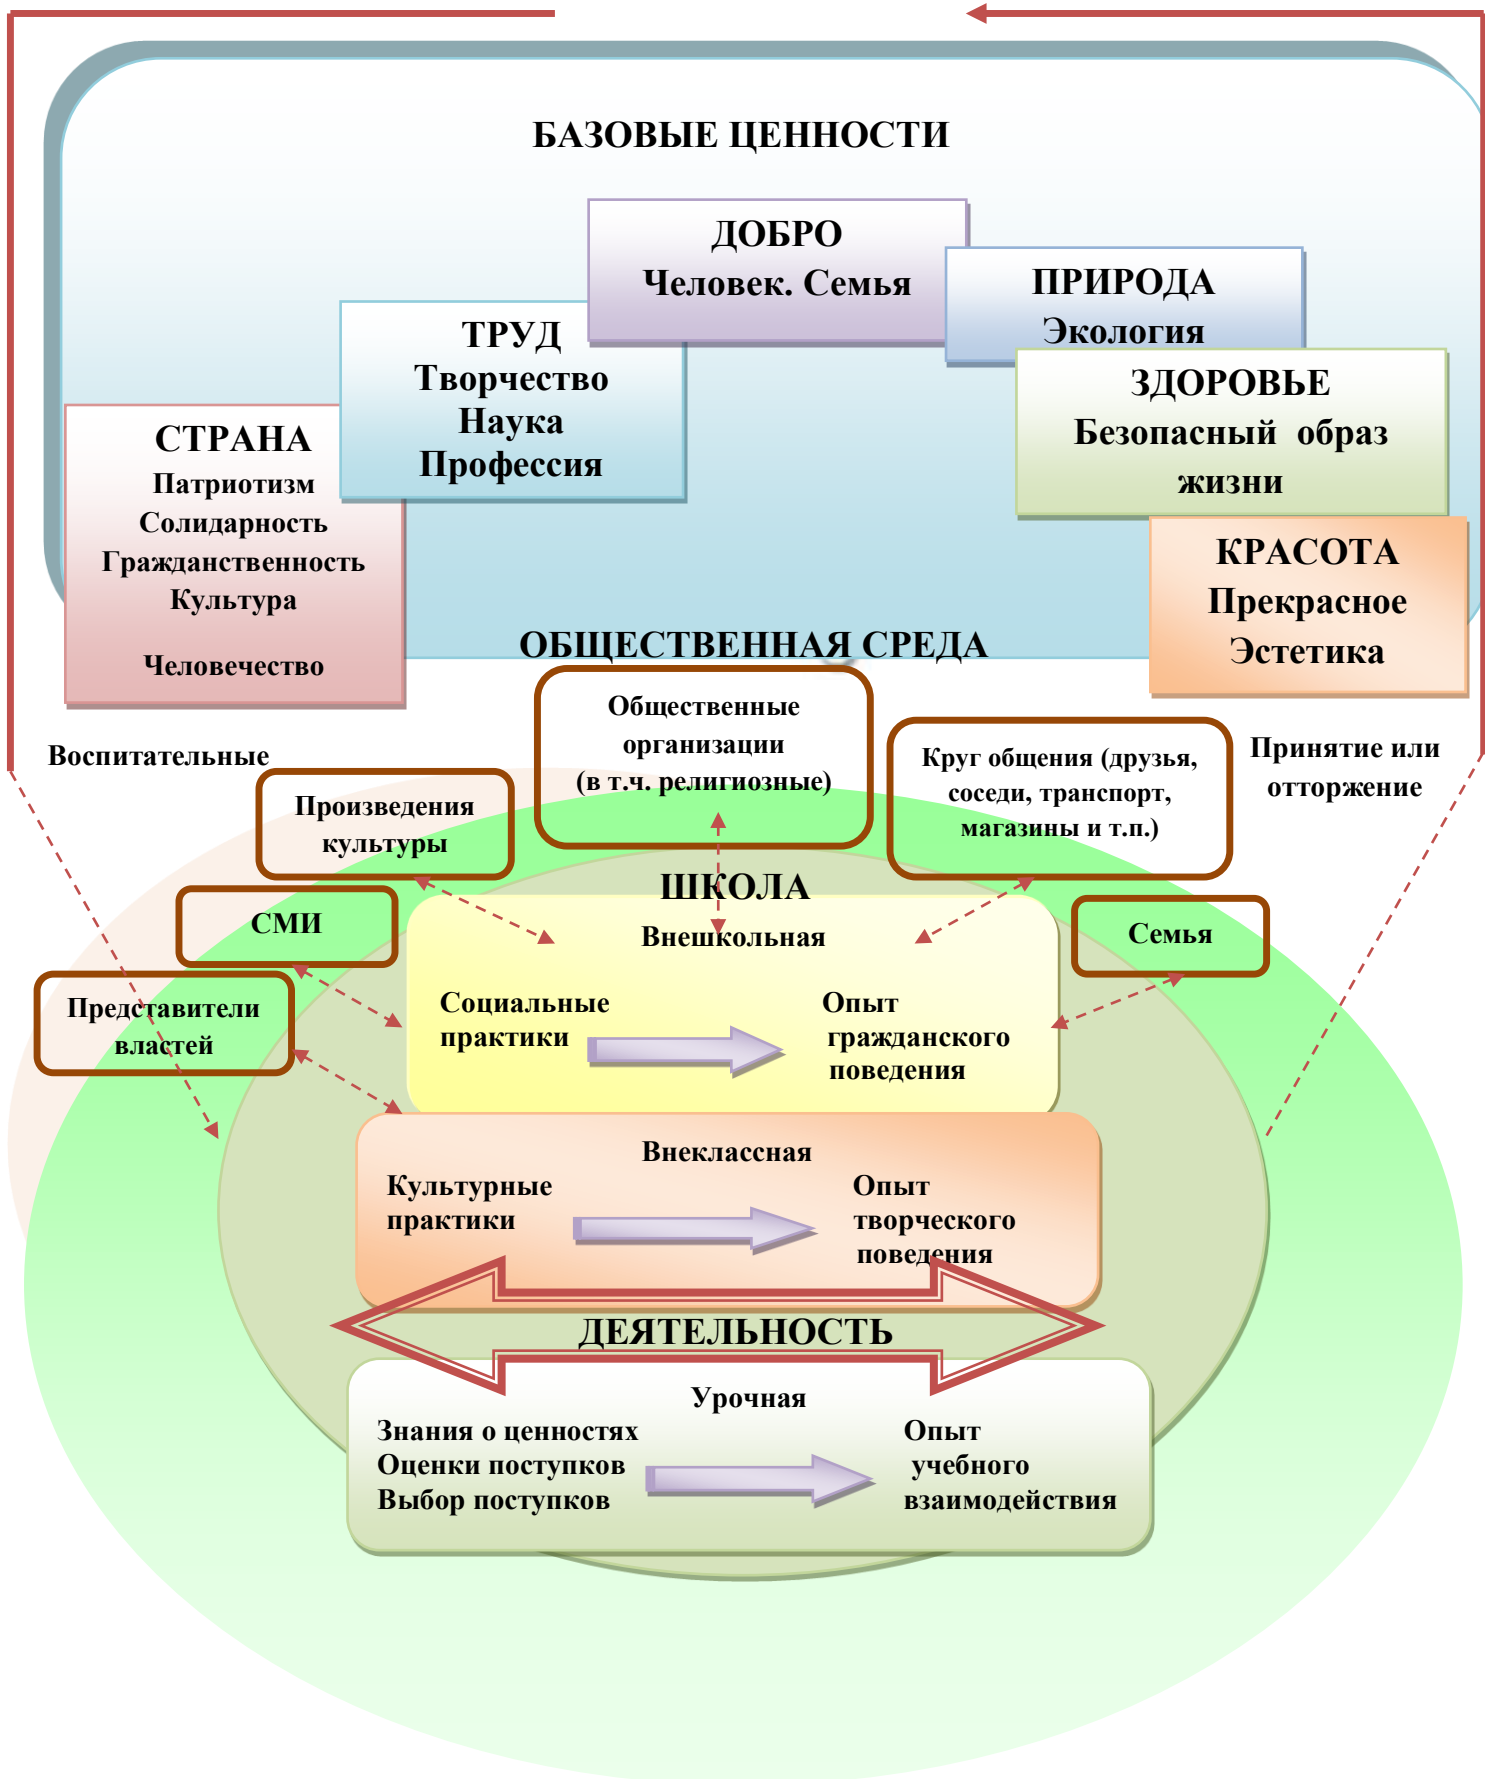 БАЗОВЫЕ ЦЕННОСТИ
ДОБРО
Человек. Семья
ПРИРОДА
Экология
ТРУД
Творчество
Наука
Профессия
ЗДОРОВЬЕ
Безопасный образ
жизни
СТРАНА
Патриотизм
Солидарность
Гражданственность
Культура
Человечество
КРАСОТА
Прекрасное
Эстетика
ОБЩЕСТВЕННАЯ СРЕДА
Воспитательные
Общественные
организации
(в т.ч. религиозные)
Круг общения (друзья,
соседи, транспорт,
магазины и т.п.)
Принятие или
отторжение
Произведения
культуры
СМИ
Представители
властей
Семья
ШКОЛА
Внешкольная
Социальные
практики
Опыт
гражданского
поведения
Внеклассная
Культурные
практики
Опыт
творческого
поведения
ДЕЯТЕЛЬНОСТЬ
Урочная
Знания о ценностях
Оценки поступков
Выбор поступков
Опыт
учебного
взаимодействия